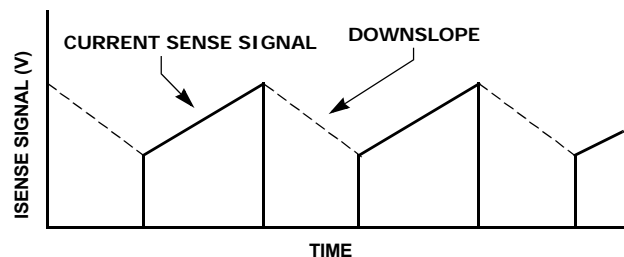 CURRENT SENSE SIGNAL
DOWNSLOPE
ISENSE SIGNAL (V)
TIME